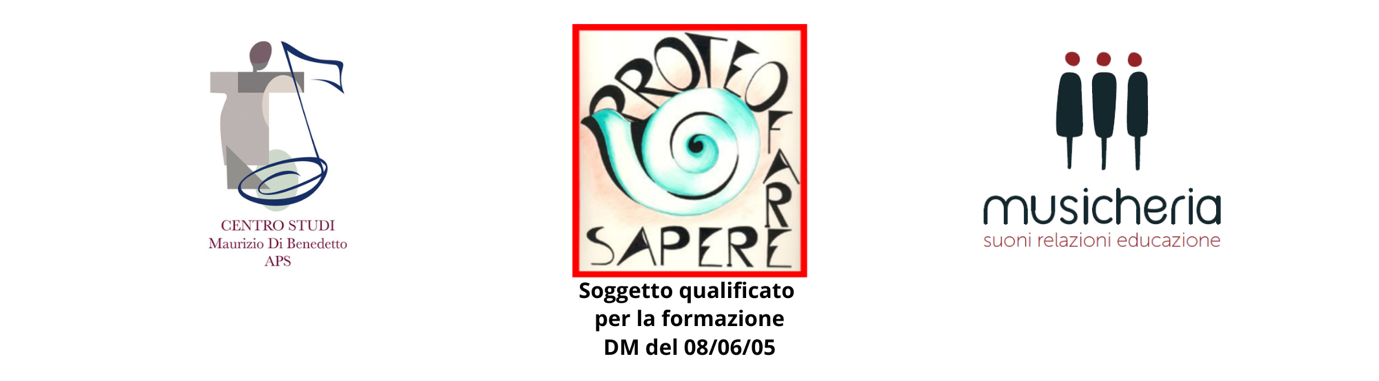 CENTRO STUDI
Maurizio Di Benedetto
APS
PROTEO
FARE
SAPERE
Soggetto qualificato
per la formazione
DM del 08/06/05
musicheria
suoni relazioni educazione